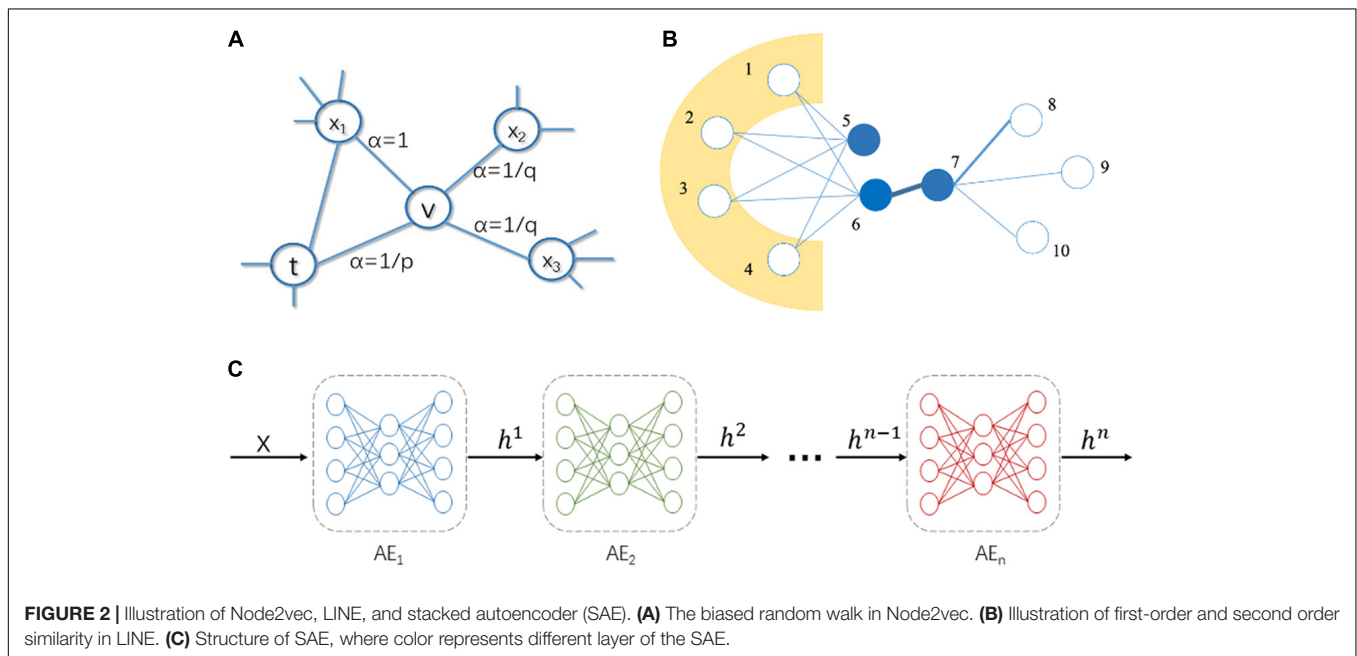 A
x₁
α=1
x₂
α=1/q
v
α=1/q
t
α=1/p
x₃
B
1
2
3
4
5
6
7
8
9
10
C
X
h¹
h²
...
hⁿ⁻¹
hⁿ
AE₁
AE₂
AEₙ
FIGURE 2 | Illustration of Node2vec, LINE, and stacked autoencoder (SAE). (A) The biased random walk in Node2vec. (B) Illustration of first-order and second order
similarity in LINE. (C) Structure of SAE, where color represents different layer of the SAE.